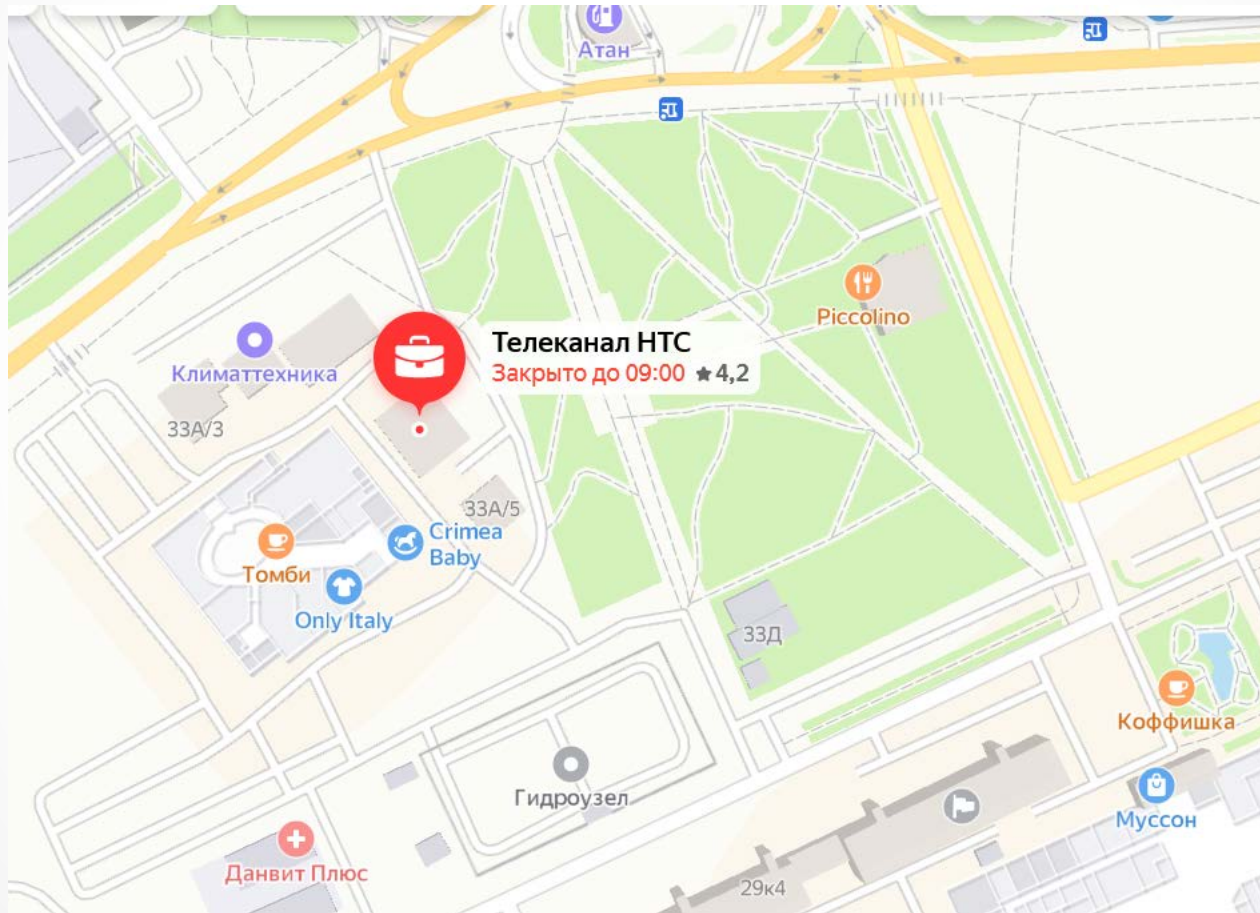 Атан
Piccolino
Телеканал НТС
Закрыто до 09:00 ★4,2
Климаттехника
33А/3
33А/5
Crimea
Baby
Томби
Only Italy
33Д
Коффишка
Гидроузел
Муссон
Данвит Плюс
29к4